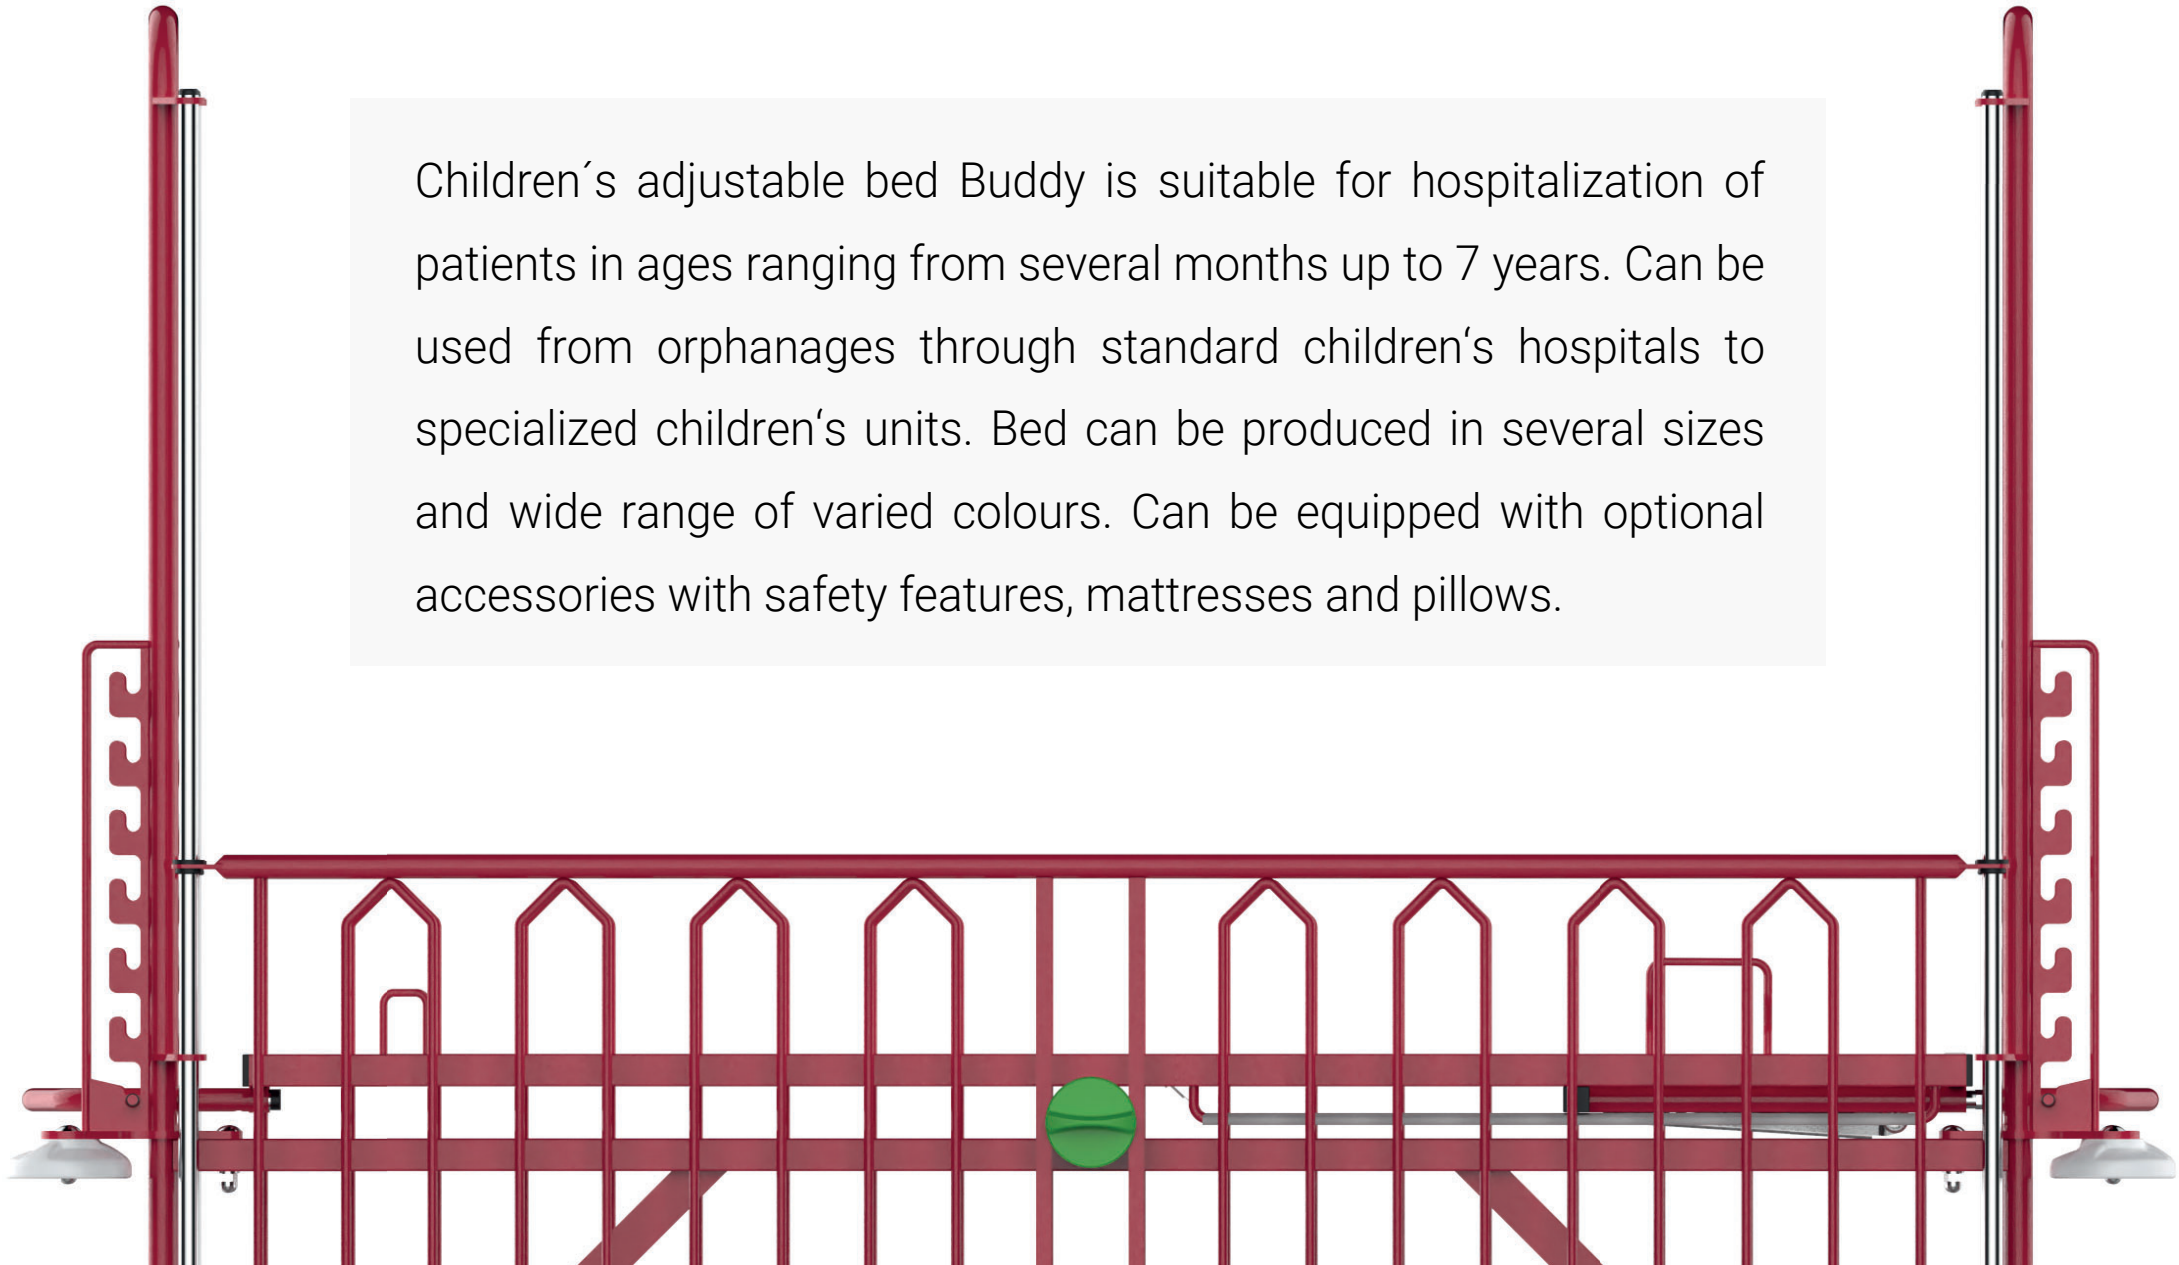 Children´s adjustable bed Buddy is suitable for hospitalization of
patients in ages ranging from several months up to 7 years. Can be
used from orphanages through standard children‘s hospitals to
specialized children‘s units. Bed can be produced in several sizes
and wide range of varied colours. Can be equipped with optional
accessories with safety features, mattresses and pillows.